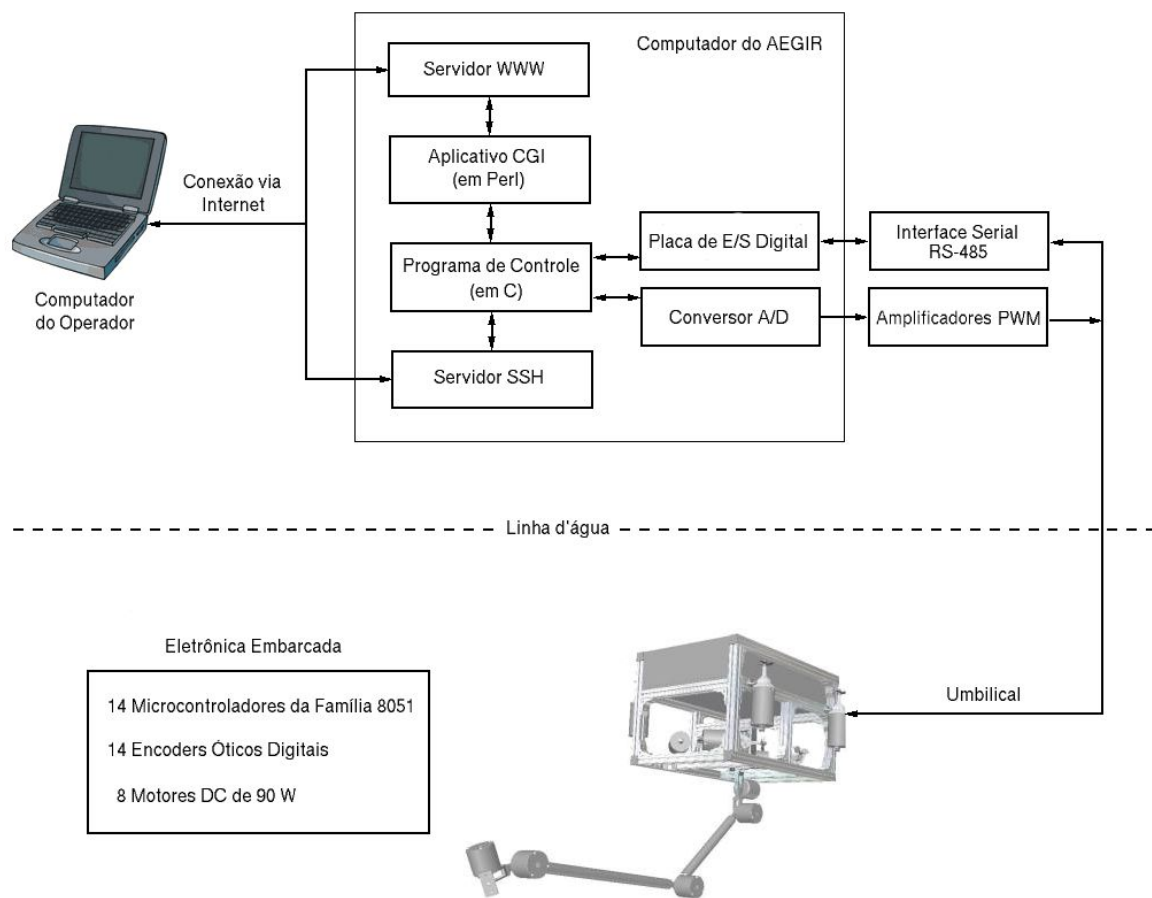 Computador do AEGIR
Servidor WWW
Aplicativo CGI
(em Perl)
Conexão via
Internet
Placa de E/S Digital
Interface Serial
RS-485
Programa de Controle
(em C)
Computador
do Operador
Conversor A/D
Amplificadores PWM
Servidor SSH
Linha d'água
Eletrônica Embarcada
14 Microcontroladores da Família 8051
14 Encoders Óticos Digitais
8 Motores DC de 90 W
Umbilical